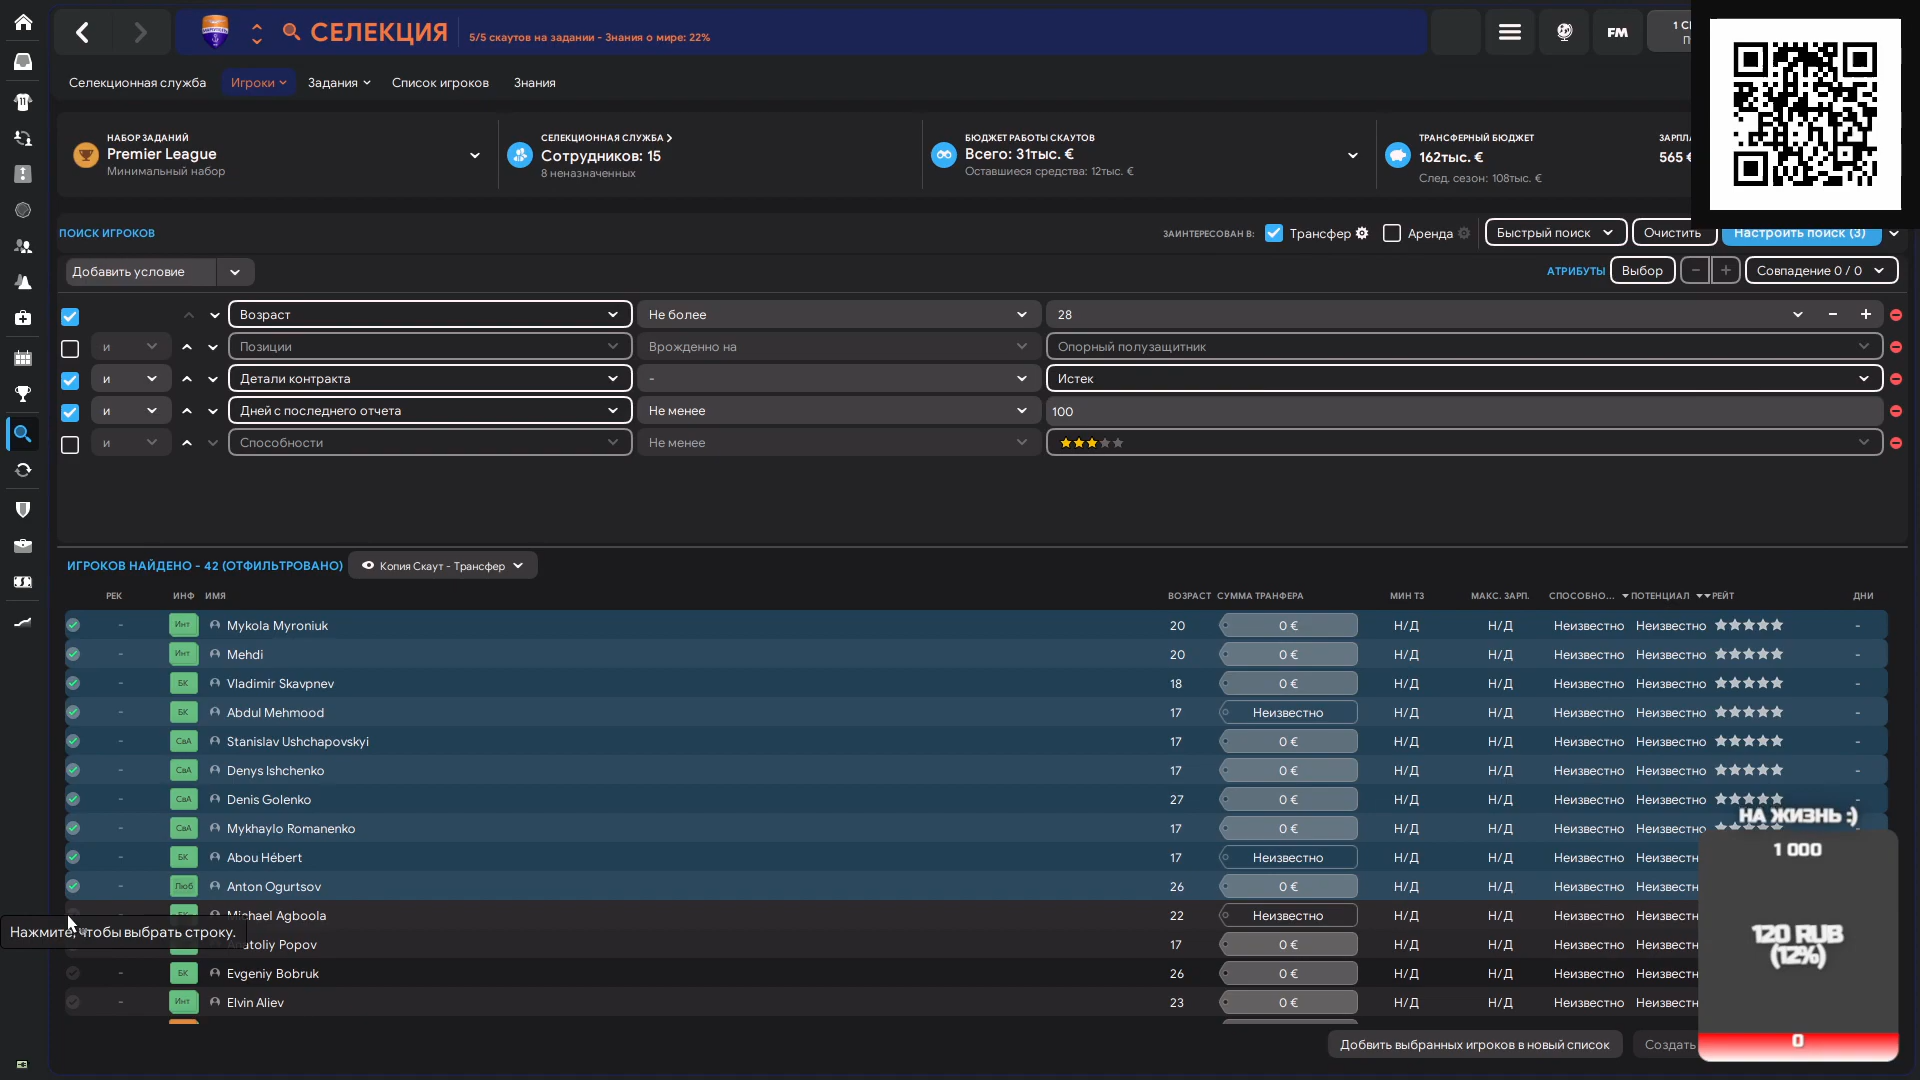 СЕЛЕКЦИЯ
5/5 скаутов на задании - Знания о мире: 22%
FM
Селекционная служба
Игроки
Задания
Список игроков
Знания
НАБОР ЗАДАНИЙ
Premier League
Минимальный набор
СЕЛЕКЦИОННАЯ СЛУЖБА
Сотрудников: 15
8 неназначенных
БЮДЖЕТ РАБОТЫ СКАУТОВ
Всего: 31тыс. €
Оставшиеся средства: 12тыс. €
ТРАНСФЕРНЫЙ БЮДЖЕТ
162тыс. €
След. сезон: 108тыс. €
ЗАРПЛА
565 €
ПОИСК ИГРОКОВ
ЗАИНТЕРЕСОВАН В:
Трансфер
Аренда
Быстрый поиск
Очистить
Настроить поиск (3)
Добавить условие
АТРИБУТЫ
Выбор
Совпадение 0 / 0
Возраст Не более 28
и Позиции Врожденно на Опорный полузащитник
и Детали контракта - Истек
и Дней с последнего отчета Не менее 100
и Способности Не менее
ИГРОКОВ НАЙДЕНО - 42 (ОТФИЛЬТРОВАНО)
Копия Скаут - Трансфер
РЕК ИНФ ИМЯ ВОЗРАСТ СУММА ТРАНФЕРА МИН ТЗ МАКС. ЗАРП. СПОСОБНО... ПОТЕНЦИАЛ РЕЙТ ДНИ
- Инт Mykola Myroniuk 20 0 € Н/Д Н/Д Неизвестно Неизвестно -
- Инт Mehdi 20 0 € Н/Д Н/Д Неизвестно Неизвестно -
- БК Vladimir Skavpnev 18 0 € Н/Д Н/Д Неизвестно Неизвестно -
- БК Abdul Mehmood 17 Неизвестно Н/Д Н/Д Неизвестно Неизвестно -
- СвА Stanislav Ushchapovskyi 17 0 € Н/Д Н/Д Неизвестно Неизвестно -
- СвА Denys Ishchenko 17 0 € Н/Д Н/Д Неизвестно Неизвестно -
- СвА Denis Golenko 27 0 € Н/Д Н/Д Неизвестно Неизвестно -
- СвА Mykhaylo Romanenko 17 0 € Н/Д Н/Д Неизвестно Неизвестно -
- БК Abou Hébert 17 Неизвестно Н/Д Н/Д Неизвестно Неизвестно
- Люб Anton Ogurtsov 26 0 € Н/Д Н/Д Неизвестно Неизвестно
Michael Agboola 22 Неизвестно Н/Д Н/Д Неизвестно
Нажмите, чтобы выбрать строку.
Popov 17 0 € Н/Д Н/Д Неизвестно
- БК Evgeniy Bobruk 26 0 € Н/Д Н/Д Неизвестно
- Инт Elvin Aliev 23 0 € Н/Д Н/Д Неизвестно
Добвить выбранных игроков в новый список
Создать
НА ЖИЗНЬ :)
1 000
120 RUB
(12%)
0